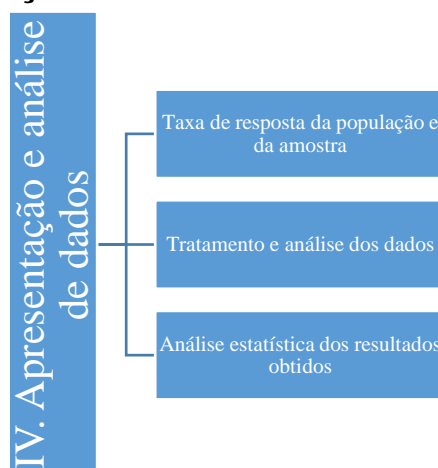 IV. Apresentação e análise
de dados
Taxa de resposta da população e
da amostra
Tratamento e análise dos dados
Análise estatística dos resultados
obtidos